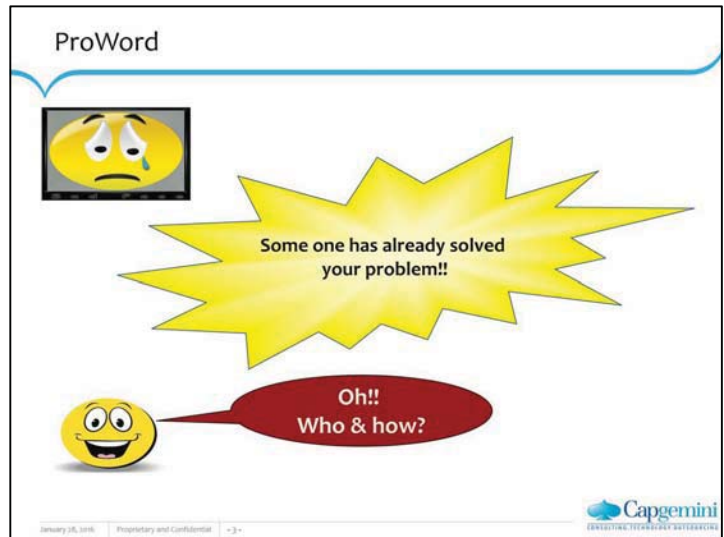 ProWord
Some one has already solved
your problem!!
Oh!!
Who & how?
January 28, 2016 Proprietary and Confidential - 3 -
Capgemini
CONSULTING.TECHNOLOGY.OUTSOURCING